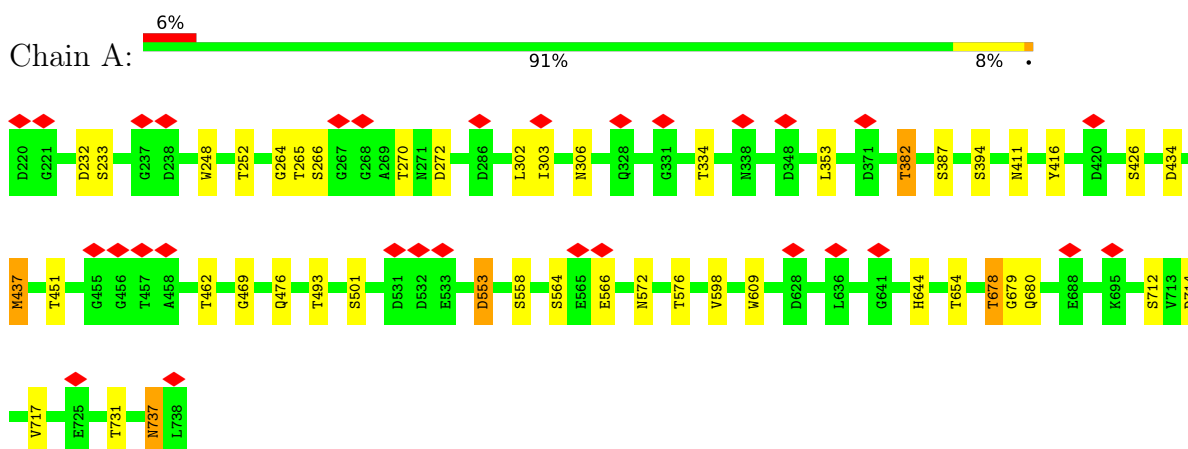 6%
Chain A:
91% 8% •
D220 G221 D232 S233 G237 D238 W248 T252 G264 T265 S266 G267 G268 A269 T270 N271 D272 D286 L302 I303 N306 Q328 G331 T334 N338 D348 L353 D371 T382 S387 S394 N411 Y416 D420 S426 D434
M437 T451 G455 G456 T457 A458 T462 G469 Q476 T493 S501 D531 D532 E533 D553 S558 S564 E565 E566 N572 T576 V598 W609 D628 L636 G641 H644 T654 T678 G679 Q680 E688 K695 S712 V713
V717 E725 T731 N737 L738